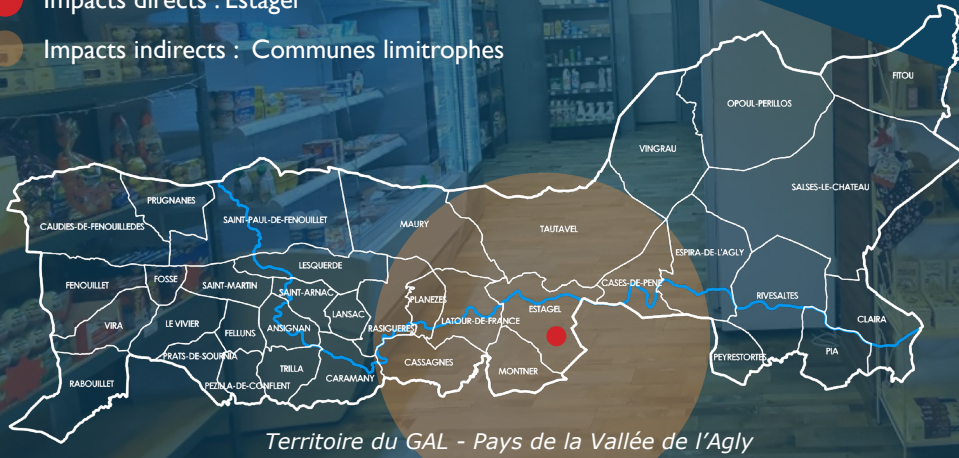 Impacts directs : Estagel
Impacts indirects : Communes limitrophes
FITOU
OPOUL-PERILLOS
VINGRAU
SALSES-LE-CHATEAU
PRUGNANES
SAINT-PAUL-DE-FENOUILLET
CAUDIES-DE-FENOUILLEDES
MAURY
TAUTAVEL
ESPIRA-DE-L'AGLY
LESQUERDE
FENOUILLET
FOSSE
SAINT-MARTIN
SAINT-ARNAC
CASES-DE-PENE
PLANEZES
RIVESALTES
ESTAGEL
LANSAC
CLAIRA
VIRA
LE VIVIER
FELLUNS
ANSIGNAN
RASIGUERES
LATOUR-DE-FRANCE
PIA
PRATS-DE-SOURNIA
PEYRESTORTES
CASSAGNES
TRILLA
MONTNER
CARAMANY
RABOUILLET
PEZILLA-DE-CONFLENT
Territoire du GAL - Pays de la Vallée de l'Agly